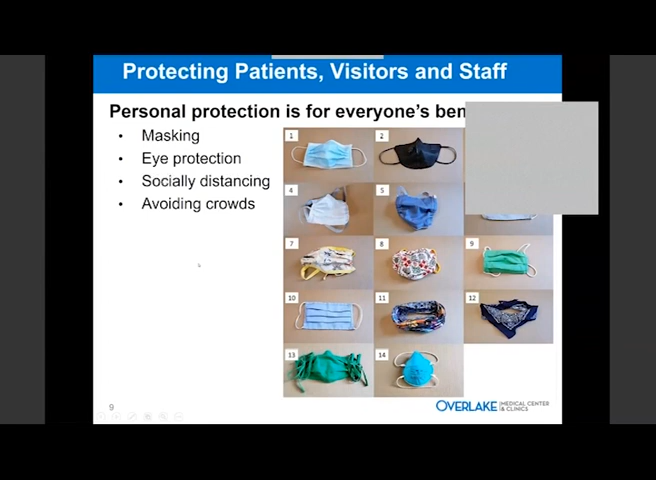 Protecting Patients, Visitors and Staff
Personal protection is for everyone's ben
• Masking
• Eye protection
• Socially distancing
• Avoiding crowds
1
2
4
5
7
8
9
10
11
12
13
14
9
OVERLAKE MEDICAL CENTER
& CLINICS